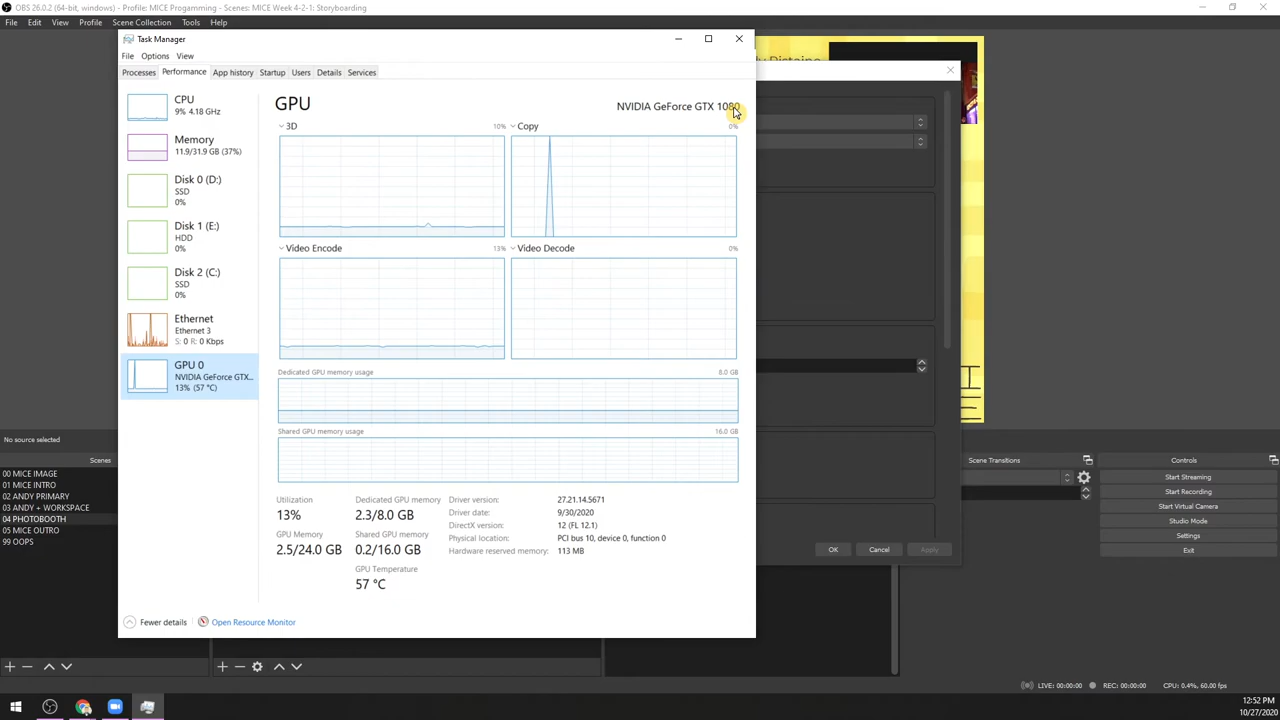 OBS 26.0.2 (64-bit, windows) - Profile: MICE Progamming - Scenes: MICE Week 4-2-1: Storyboarding
File Edit View Profile Scene Collection Tools Help
Task Manager
File Options View
Processes Performance App history Startup Users Details Services
CPU
9% 4.18 GHz
Memory
11.9/31.9 GB (37%)
Disk 0 (D:)
SSD
0%
Disk 1 (E:)
HDD
0%
Disk 2 (C:)
SSD
0%
Ethernet
Ethernet 3
S: 0 R: 0 Kbps
GPU 0
NVIDIA GeForce GTX...
13% (57 °C)
GPU
NVIDIA GeForce GTX 1080
3D 10%
Copy 0%
Video Encode 13%
Video Decode 0%
Dedicated GPU memory usage 8.0 GB
Shared GPU memory usage 16.0 GB
Utilization
13%
Dedicated GPU memory
2.3/8.0 GB
GPU Memory
2.5/24.0 GB
Shared GPU memory
0.2/16.0 GB
GPU Temperature
57 °C
Driver version: 27.21.14.5671
Driver date: 9/30/2020
DirectX version: 12 (FL 12.1)
Physical location: PCI bus 10, device 0, function 0
Hardware reserved memory: 113 MB
Fewer details
Open Resource Monitor
OK Cancel Apply
No source selected
Scenes
00 MICE IMAGE
01 MICE INTRO
02 ANDY PRIMARY
03 ANDY + WORKSPACE
04 PHOTOBOOTH
05 MICE OUTRO
99 OOPS
Scene Transitions
Controls
Start Streaming
Start Recording
Start Virtual Camera
Studio Mode
Settings
Exit
LIVE: 00:00:00
REC: 00:00:00
CPU: 0.4%, 60.00 fps
12:52 PM
10/27/2020